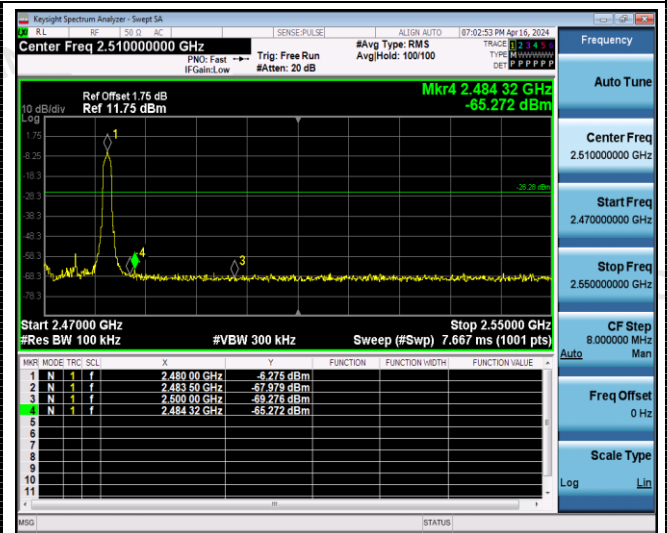 Keysight Spectrum Analyzer - Swept SA
RL RF 50 Ω AC SENSE:PULSE ALIGN AUTO 07:02:53 PM Apr 16, 2024
Center Freq 2.510000000 GHz
PNO: Fast
IFGain:Low
Trig: Free Run
#Atten: 20 dB
#Avg Type: RMS
Avg|Hold: 100/100
TRACE 1 2 3 4 5 6
TYPE M W W W W W
DET P P P P P P
Ref Offset 1.75 dB
10 dB/div Ref 11.75 dBm
Log
Mkr4 2.484 32 GHz
-65.272 dBm
1.75
-8.25
-18.3
-28.3
-38.3
-48.3
-58.3
-68.3
-78.3
1
4
3
-26.28 dBm
Start 2.47000 GHz Stop 2.55000 GHz
#Res BW 100 kHz #VBW 300 kHz Sweep (#Swp) 7.667 ms (1001 pts)
MKR MODE TRC SCL X Y FUNCTION FUNCTION WIDTH FUNCTION VALUE
1 N 1 f 2.480 00 GHz -6.275 dBm
2 N 1 f 2.483 50 GHz -67.979 dBm
3 N 1 f 2.500 00 GHz -69.276 dBm
4 N 1 f 2.484 32 GHz -65.272 dBm
5
6
7
8
9
10
11
MSG STATUS
Frequency
Auto Tune
Center Freq
2.510000000 GHz
Start Freq
2.470000000 GHz
Stop Freq
2.550000000 GHz
CF Step
8.000000 MHz
Auto Man
Freq Offset
0 Hz
Scale Type
Log Lin